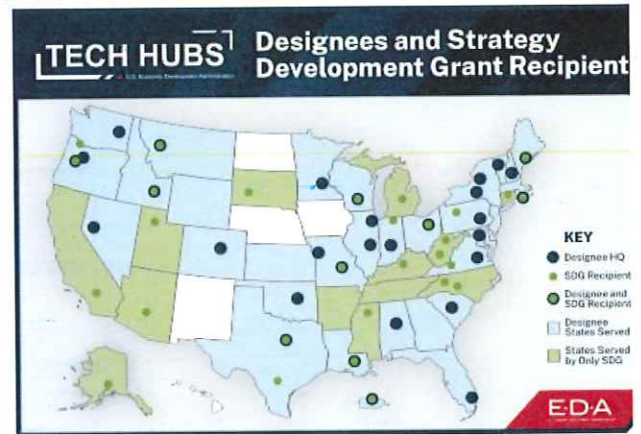 TECH HUBS
U.S. Economic Development Administration
Designees and Strategy
Development Grant Recipient
KEY
Designee HQ
SDG Recipient
Designee and
SDG Recipient
Designee
States Served
States Served
by Only SDG
E·D·A